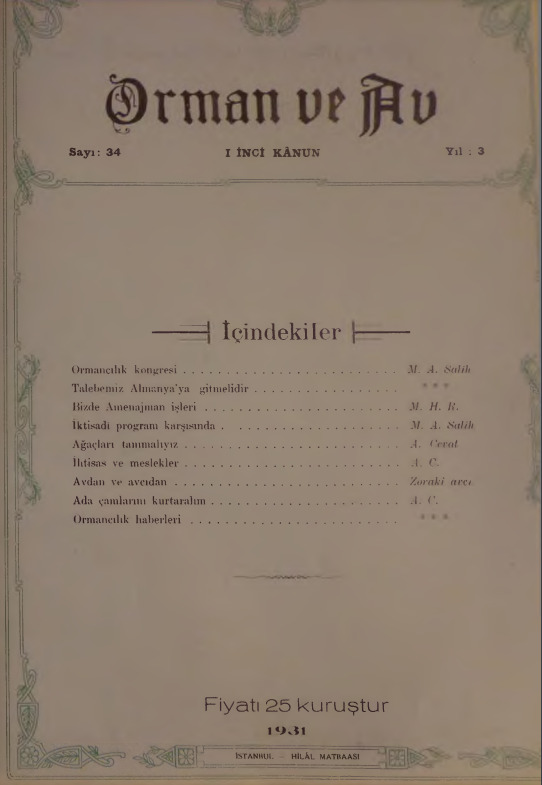 Orman ve Av
Sayı: 34 I İNCİ KÂNUN Yıl : 3
İçindekiler
Ormancılık kongresi . . . . . . . . . . . . . . . . . . . . . . . . . M. A. Salih
Talebemiz Almanya'ya gitmelidir . . . . . . . . . . . . . . . . . * * *
Bizde Amenajman işleri . . . . . . . . . . . . . . . . . . . . . . . M. H. R.
İktisadî program karşısında . . . . . . . . . . . . . . . . . . . . M. A. Salih
Ağaçları tanımalıyız . . . . . . . . . . . . . . . . . . . . . . . . . A. Cevat
İhtisas ve meslekler . . . . . . . . . . . . . . . . . . . . . . . . . A. C.
Avdan ve avcıdan . . . . . . . . . . . . . . . . . . . . . . . . . . Zoraki avcı
Ada çamlarını kurtaralım . . . . . . . . . . . . . . . . . . . . . . A. C.
Ormancılık haberleri . . . . . . . . . . . . . . . . . . . . . . . . * * *
Fiyatı 25 kuruştur
1931
İSTANBUL — HİLÂL MATBAASI